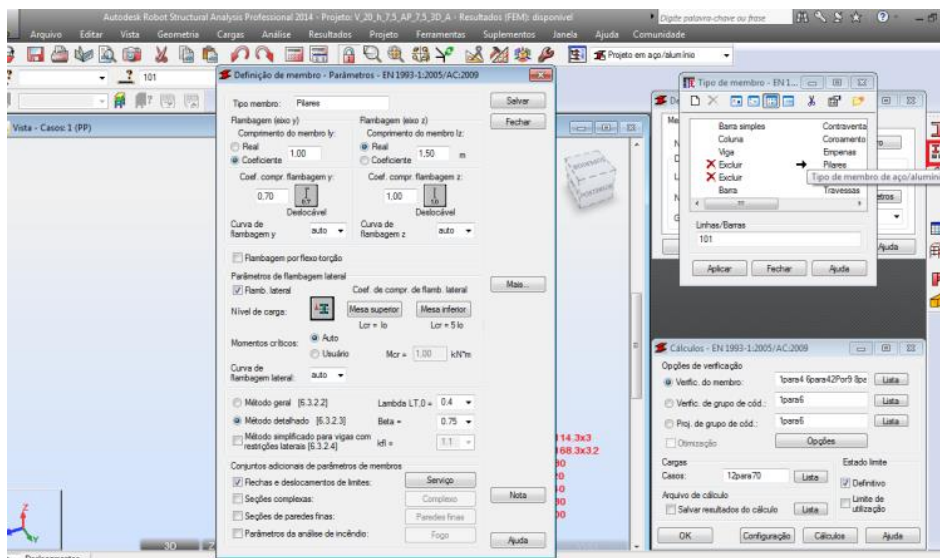 Autodesk Robot Structural Analysis Professional 2014 - Projeto: V_20_h_7,5_AP_7,5_3D_A - Resultados (FEM): disponível
Digite palavra-chave ou frase
Arquivo Editar Vista Geometria Cargas Análise Resultados Projeto Ferramentas Suplementos Janela Ajuda Comunidade
Projeto em aço/alumínio
101
Vista - Casos: 1 (PP)
Definição de membro - Parâmetros - EN 1993-1:2005/AC:2009
Tipo membro: Pilares
Salvar
Flambagem (eixo y)
Flambagem (eixo z)
Fechar
Comprimento do membro ly:
Comprimento do membro lz:
Real
Coeficiente
1,00
Real
Coeficiente
1.50 m
Coef. compr. flambagem y:
Coef. compr. flambagem z:
0,70
0.7
1,00
1.0
Deslocável
Deslocável
Curva de flambagem y
auto
Curva de flambagem z
auto
Flambagem por flexo-torção
Parâmetros de flambagem lateral
Flamb. lateral
Coef. de compr. de flamb. lateral
Mais...
Nível de carga:
Mesa superior
Mesa inferior
Lcr = lo
Lcr = 5 lo
Momentos críticos:
Auto
Usuário
Mcr = 1,00 kN*m
Curva de flambagem lateral:
auto
Método geral [6.3.2.2]
Lambda LT,0 = 0.4
Método detalhado [6.3.2.3]
Beta = 0.75
Método simplificado para vigas com restrições laterais [6.3.2.4]
kfl = 1.1
Conjuntos adicionais de parâmetros de membros
Flechas e deslocamentos de limites:
Serviço
Seções complexas:
Complexo
Nota
Seções de paredes finas:
Paredes finas
Parâmetros da análise de incêndio:
Fogo
Ajuda
114,3x3
168.3x3,2
Tipo de membro - EN 1...
Barra simples
Coluna
Viga
Excluir
Excluir
Barra
Contraventa
Coroamento
Empenas
Pilares
Travessas
Tipo de membro de aço/alumíni
Linhas/Barras
101
Aplicar
Fechar
Ajuda
etros
Ajuda
Cálculos - EN 1993-1:2005/AC:2009
Opções de verificação
Verific. do membro:
1para4 6para42Por9 8pa
Lista
Verific. de grupo de cód.:
1para6
Lista
Proj. de grupo de cód.:
1para6
Lista
Otimização
Opções
Cargas
Estado limite
Casos:
12para70
Lista
Definitivo
Arquivo de cálculo
Limite de utilização
Salvar resultados do cálculo
Lista
OK
Configuração
Cálculos
Ajuda
3D